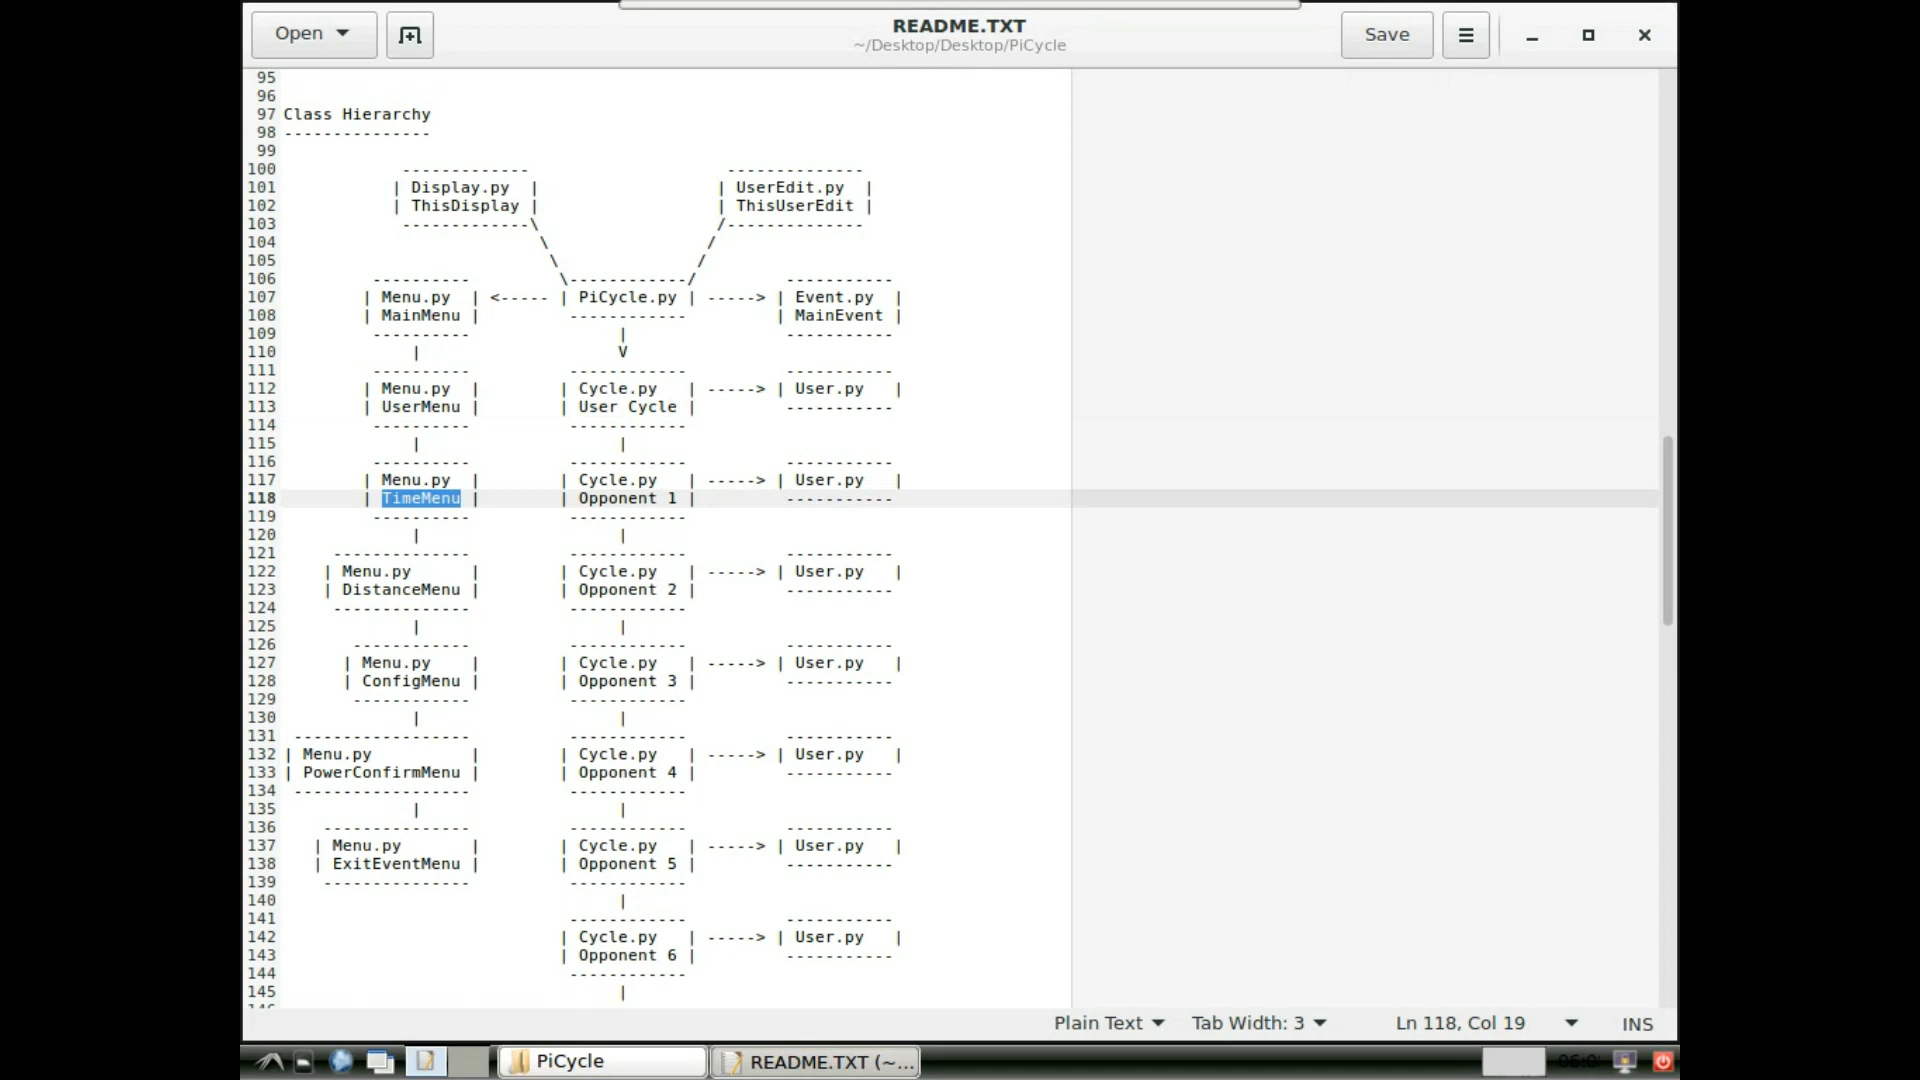 Open
README.TXT
~/Desktop/Desktop/PiCycle
Save
95
96
97 Class Hierarchy
98 ---------------
99
100             -------------                    --------------
101            | Display.py  |                  | UserEdit.py  |
102            | ThisDisplay |                  | ThisUserEdit |
103             -------------\                  /--------------
104                           \                /
105                            \              /
106          ----------         \------------/         -----------
107         | Menu.py  | <----- | PiCycle.py | -----> | Event.py  |
108         | MainMenu |         ------------         | MainEvent |
109          ----------               |                -----------
110              |                    V
111          ----------          ------------          -----------
112         | Menu.py  |        | Cycle.py   | -----> | User.py   |
113         | UserMenu |        | User Cycle |         -----------
114          ----------          ------------
115              |                    |
116          ----------          ------------          -----------
117         | Menu.py  |        | Cycle.py   | -----> | User.py   |
118         | TimeMenu |        | Opponent 1 |         -----------
119          ----------          ------------
120              |                    |
121      --------------          ------------          -----------
122     | Menu.py      |        | Cycle.py   | -----> | User.py   |
123     | DistanceMenu |        | Opponent 2 |         -----------
124      --------------          ------------
125              |                    |
126        ------------          ------------          -----------
127       | Menu.py    |        | Cycle.py   | -----> | User.py   |
128       | ConfigMenu |        | Opponent 3 |         -----------
129        ------------          ------------
130              |                    |
131  ------------------          ------------          -----------
132 | Menu.py          |        | Cycle.py   | -----> | User.py   |
133 | PowerConfirmMenu |        | Opponent 4 |         -----------
134  ------------------          ------------
135              |                    |
136     ---------------          ------------          -----------
137    | Menu.py       |        | Cycle.py   | -----> | User.py   |
138    | ExitEventMenu |        | Opponent 5 |         -----------
139     ---------------          ------------
140                                   |
141                              ------------          -----------
142                             | Cycle.py   | -----> | User.py   |
143                             | Opponent 6 |         -----------
144                              ------------
145                                   |
Plain Text Tab Width: 3 Ln 118, Col 19 INS
PiCycle README.TXT (~...